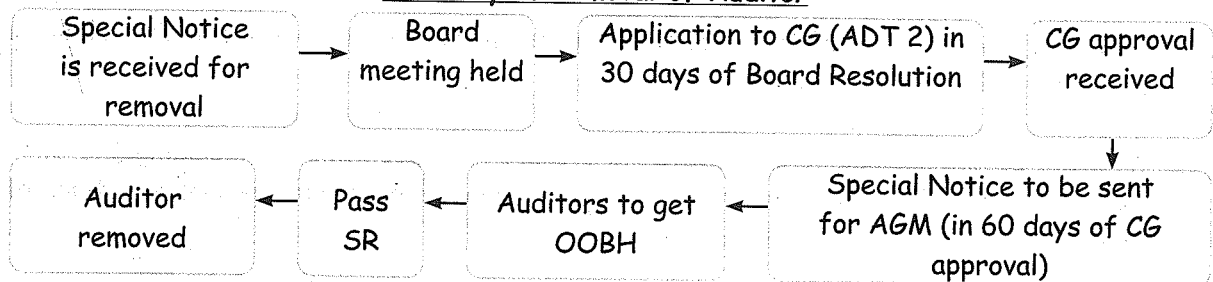 Special Notice
is received for
removal
Board
meeting held
Application to CG (ADT 2) in
30 days of Board Resolution
CG approval
received
Special Notice to be sent
for AGM (in 60 days of CG
approval)
Auditors to get
OOBH
Pass
SR
Auditor
removed